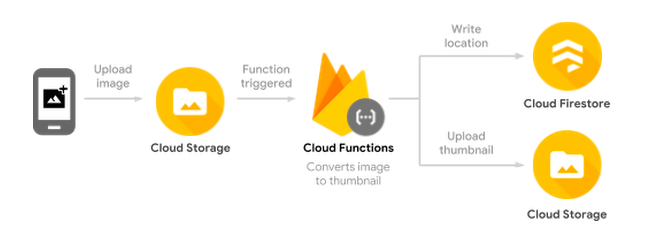 Upload
image
Cloud Storage
Function
triggered
Cloud Functions
Converts image
to thumbnail
Write
location
Cloud Firestore
Upload
thumbnail
Cloud Storage